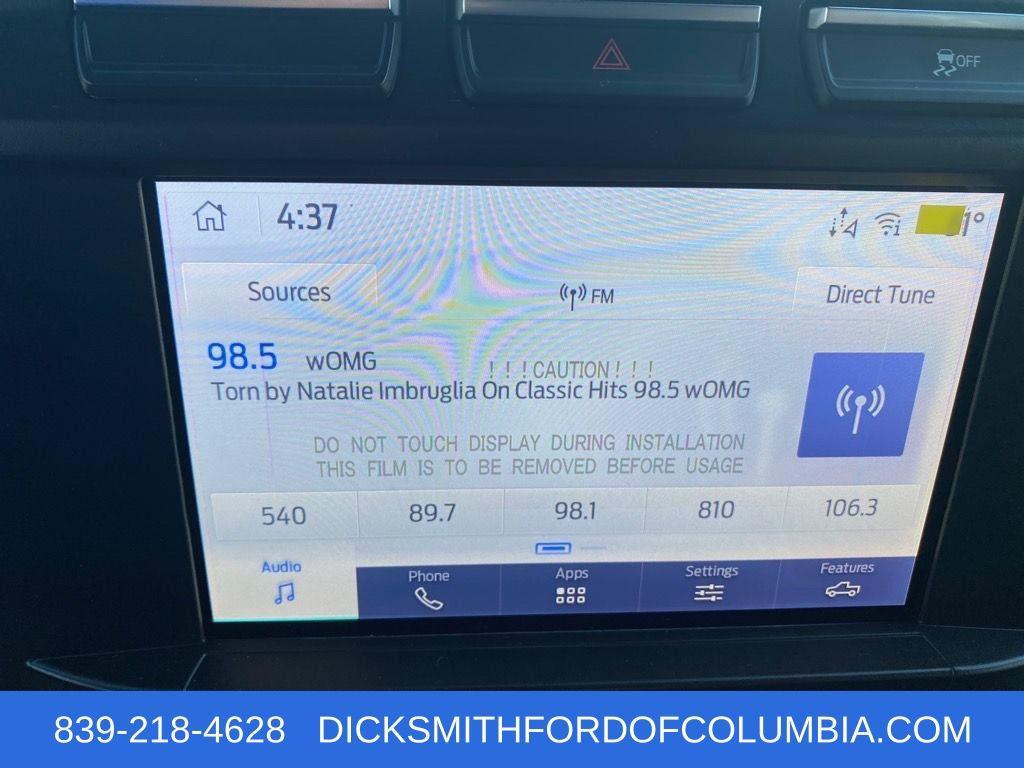 OFF
4:37
1°
Sources
FM
Direct Tune
98.5 wOMG
! ! ! CAUTION ! ! !
Torn by Natalie Imbruglia On Classic Hits 98.5 wOMG
DO NOT TOUCH DISPLAY DURING INSTALLATION
THIS FILM IS TO BE REMOVED BEFORE USAGE
540 89.7 98.1 810 106.3
Audio Phone Apps Settings Features
839-218-4628 DICKSMITHFORDOFCOLUMBIA.COM